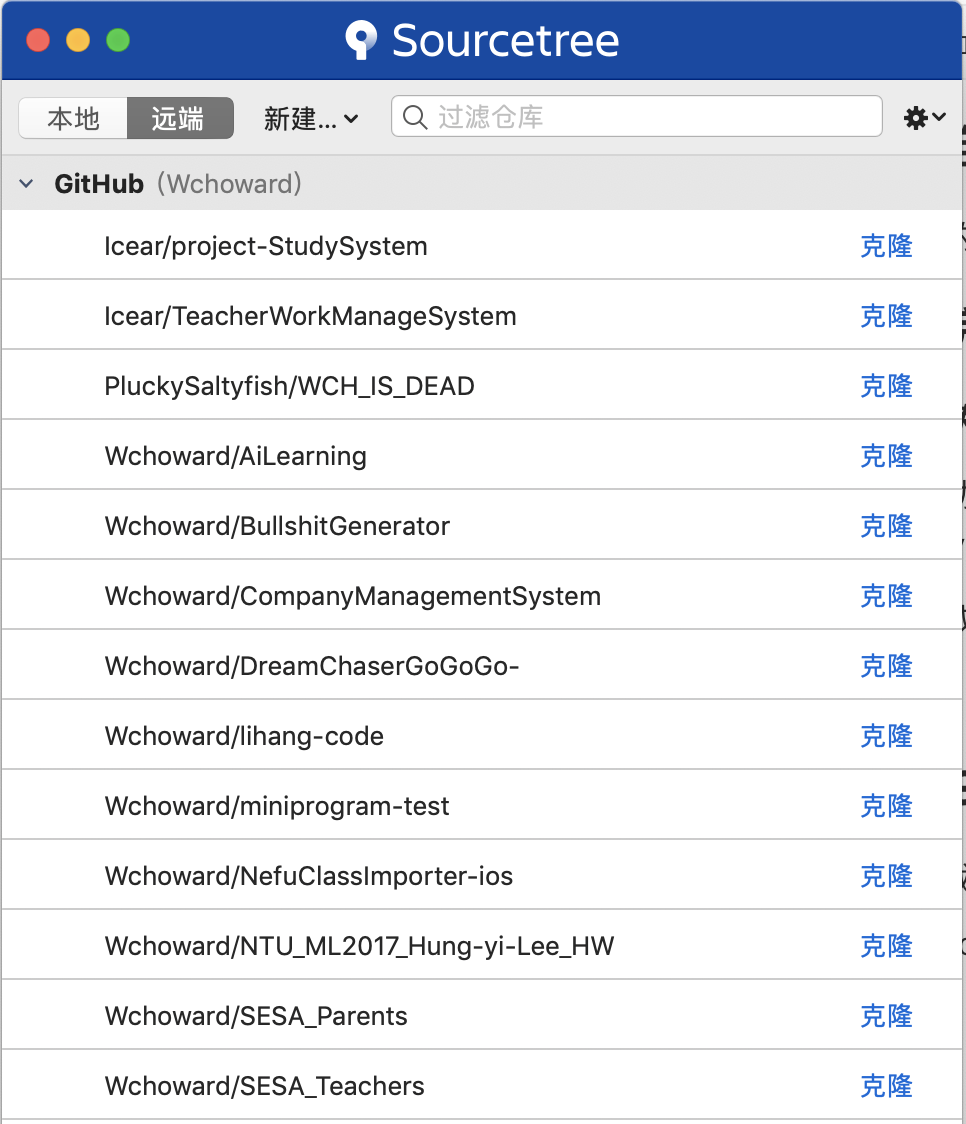 Sourcetree
本地 远端 新建... 过滤仓库
GitHub (Wchoward)
Icear/project-StudySystem 克隆
Icear/TeacherWorkManageSystem 克隆
PluckySaltyfish/WCH_IS_DEAD 克隆
Wchoward/AiLearning 克隆
Wchoward/BullshitGenerator 克隆
Wchoward/CompanyManagementSystem 克隆
Wchoward/DreamChaserGoGoGo- 克隆
Wchoward/lihang-code 克隆
Wchoward/miniprogram-test 克隆
Wchoward/NefuClassImporter-ios 克隆
Wchoward/NTU_ML2017_Hung-yi-Lee_HW 克隆
Wchoward/SESA_Parents 克隆
Wchoward/SESA_Teachers 克隆